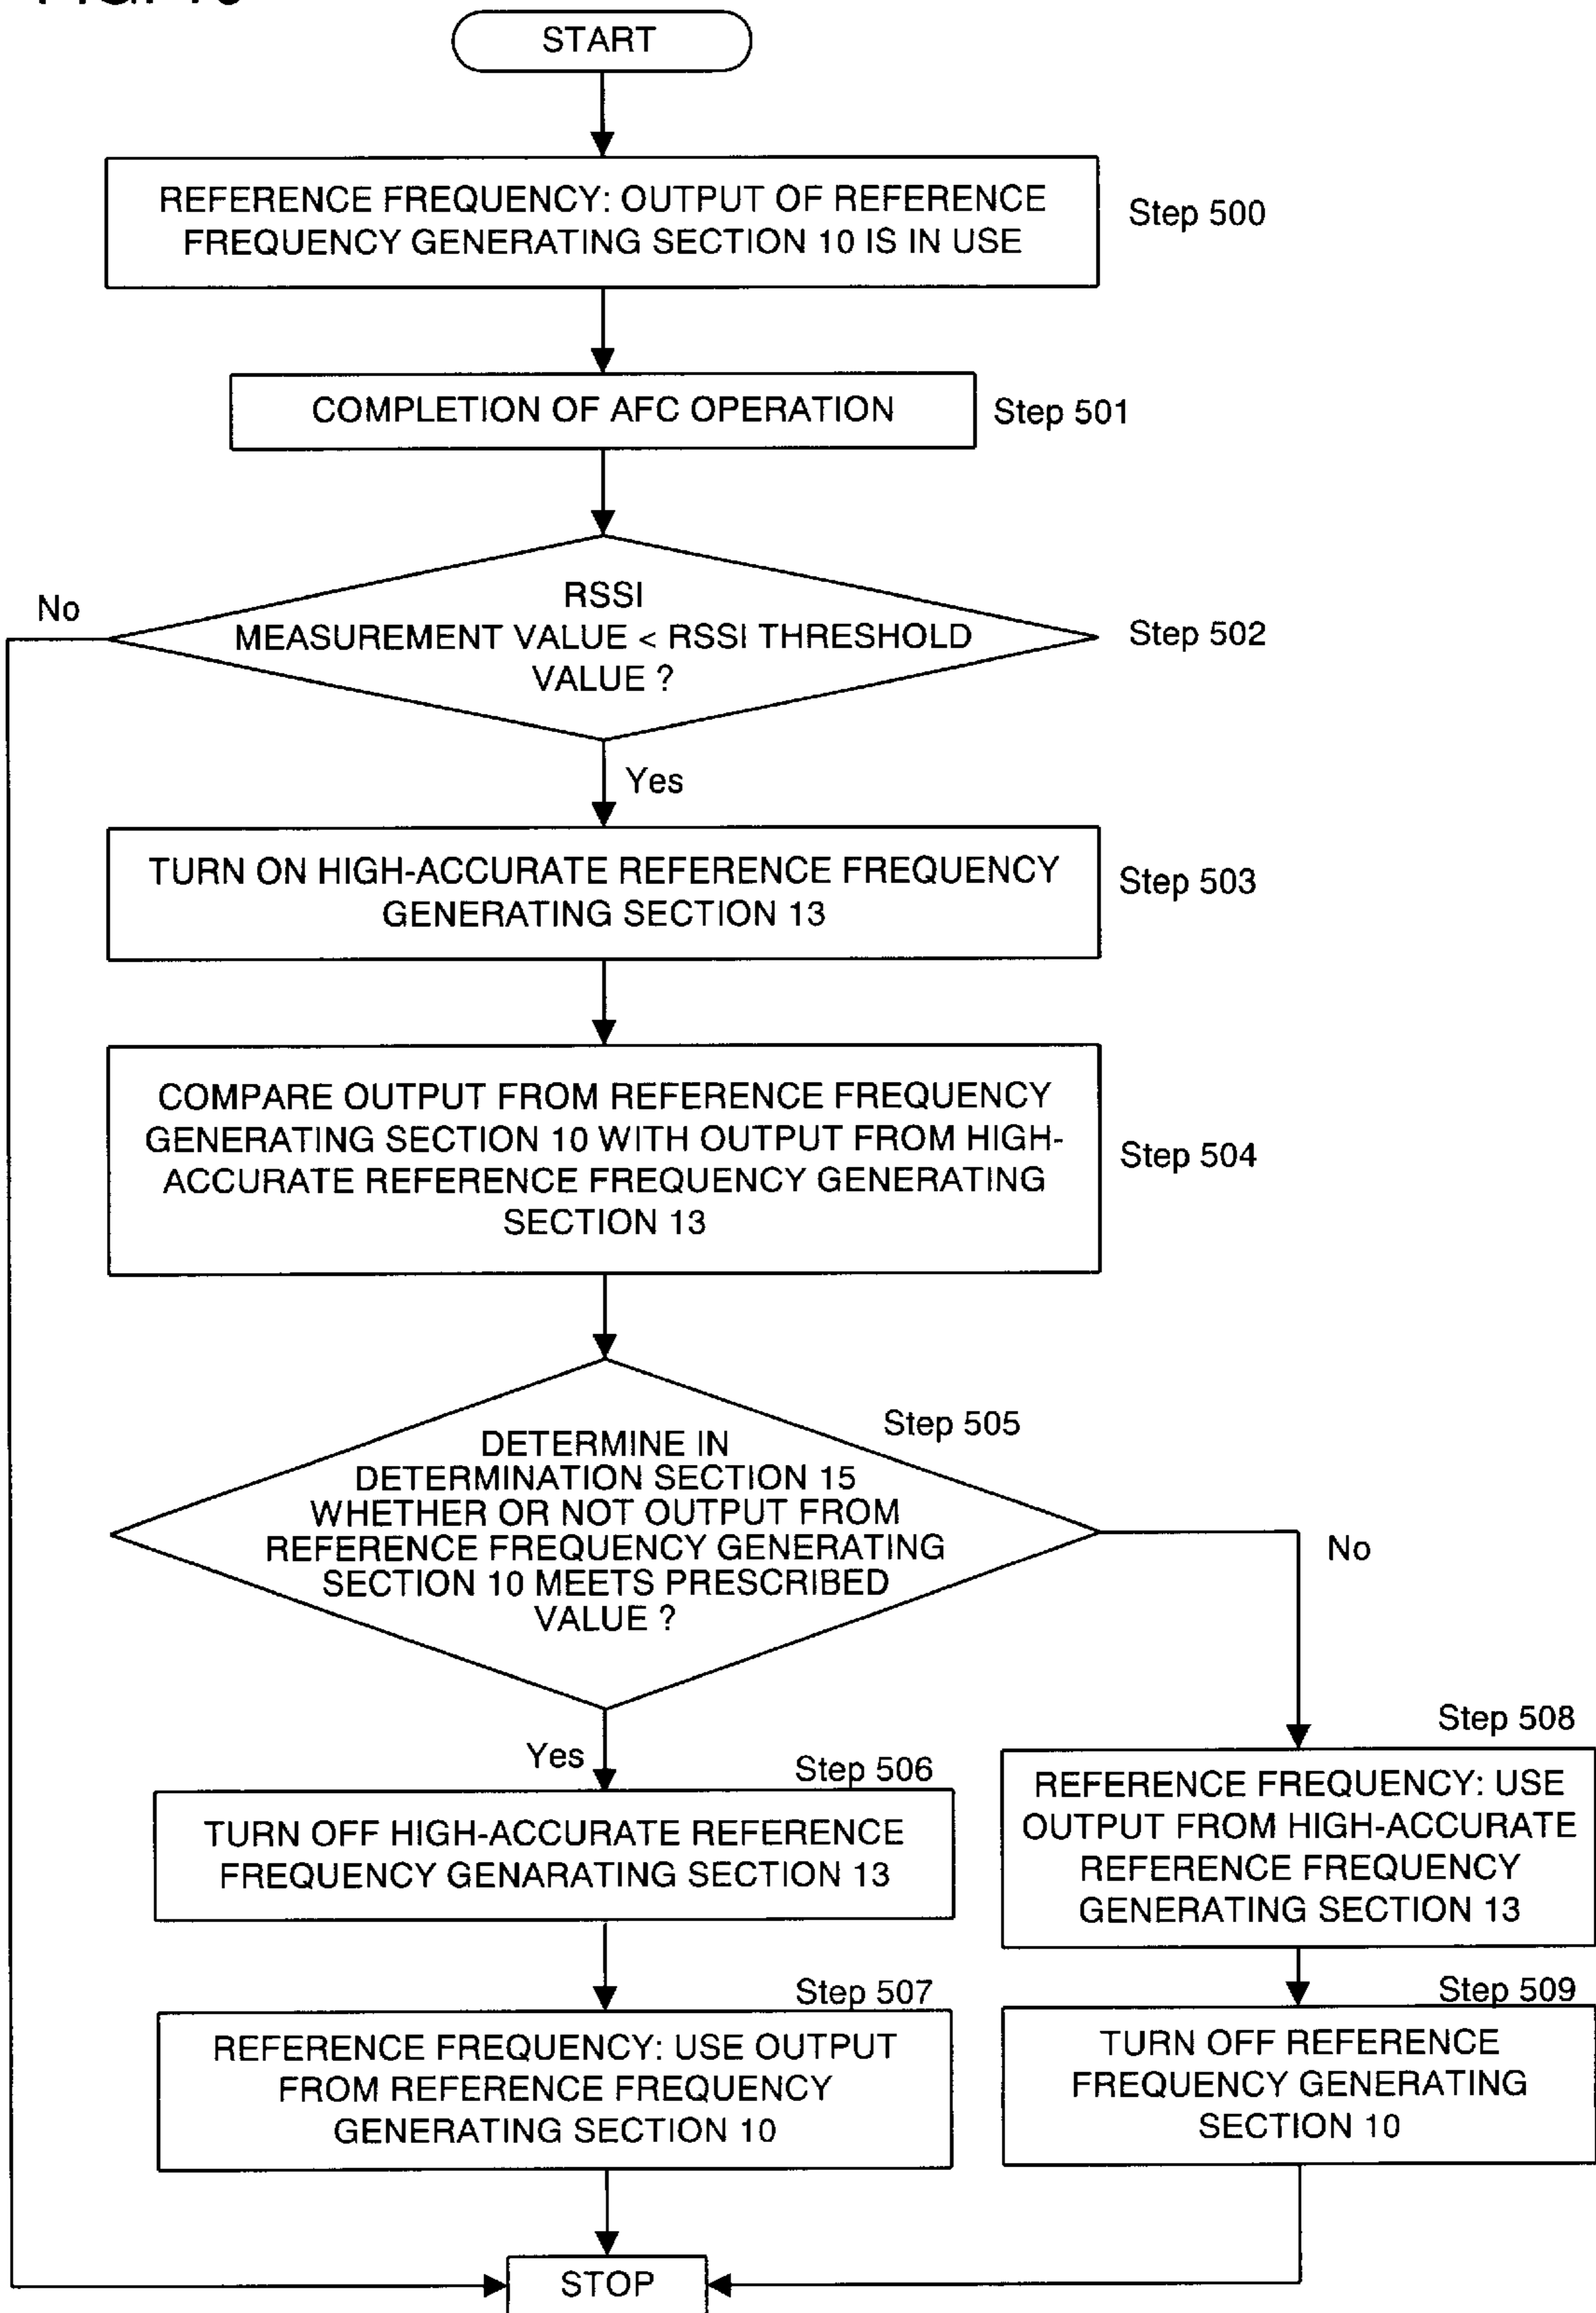 START
REFERENCE FREQUENCY: OUTPUT OF REFERENCE
FREQUENCY GENERATING SECTION 10 IS IN USE
Step 500
COMPLETION OF AFC OPERATION
Step 501
RSSI
MEASUREMENT VALUE < RSSI THRESHOLD
VALUE ?
Step 502
No
Yes
TURN ON HIGH-ACCURATE REFERENCE FREQUENCY
GENERATING SECTION 13
Step 503
COMPARE OUTPUT FROM REFERENCE FREQUENCY
GENERATING SECTION 10 WITH OUTPUT FROM HIGH-
ACCURATE REFERENCE FREQUENCY GENERATING
SECTION 13
Step 504
Step 505
DETERMINE IN
DETERMINATION SECTION 15
WHETHER OR NOT OUTPUT FROM
REFERENCE FREQUENCY GENERATING
SECTION 10 MEETS PRESCRIBED
VALUE ?
No
Yes
Step 506
TURN OFF HIGH-ACCURATE REFERENCE
FREQUENCY GENARATING SECTION 13
Step 507
REFERENCE FREQUENCY: USE OUTPUT
FROM REFERENCE FREQUENCY
GENERATING SECTION 10
Step 508
REFERENCE FREQUENCY: USE
OUTPUT FROM HIGH-ACCURATE
REFERENCE FREQUENCY
GENERATING SECTION 13
Step 509
TURN OFF REFERENCE
FREQUENCY GENERATING
SECTION 10
STOP